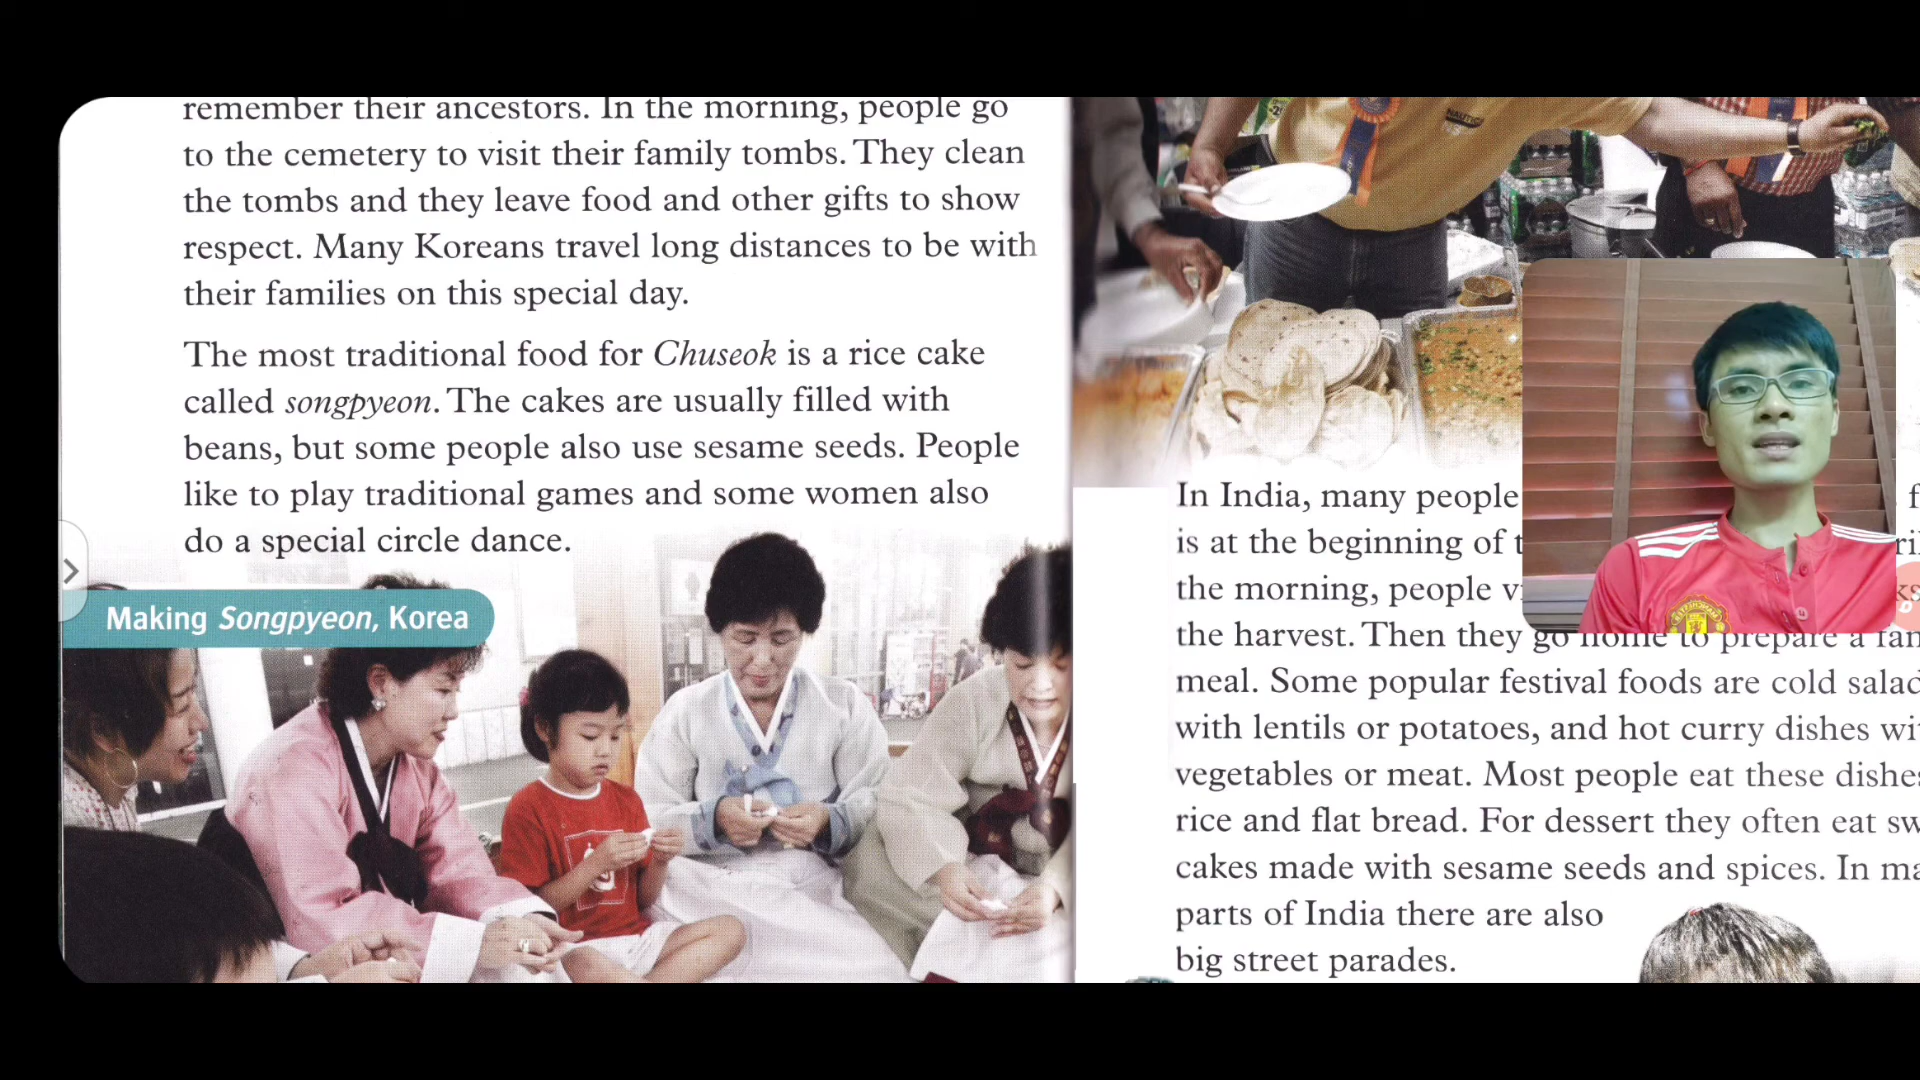 remember their ancestors. In the morning, people go
to the cemetery to visit their family tombs. They clean
the tombs and they leave food and other gifts to show
respect. Many Koreans travel long distances to be with
their families on this special day.
The most traditional food for Chuseok is a rice cake
called songpyeon. The cakes are usually filled with
beans, but some people also use sesame seeds. People
like to play traditional games and some women also
do a special circle dance.
Making Songpyeon, Korea
NAUTICA
In India, many people
is at the beginning of
the morning, people
the harvest. Then they go home to prepare a
meal. Some popular festival foods are cold
with lentils or potatoes, and hot curry dishes
vegetables or meat. Most people eat these
rice and flat bread. For dessert they often eat
cakes made with sesame seeds and spices. In
parts of India there are also
big street parades.